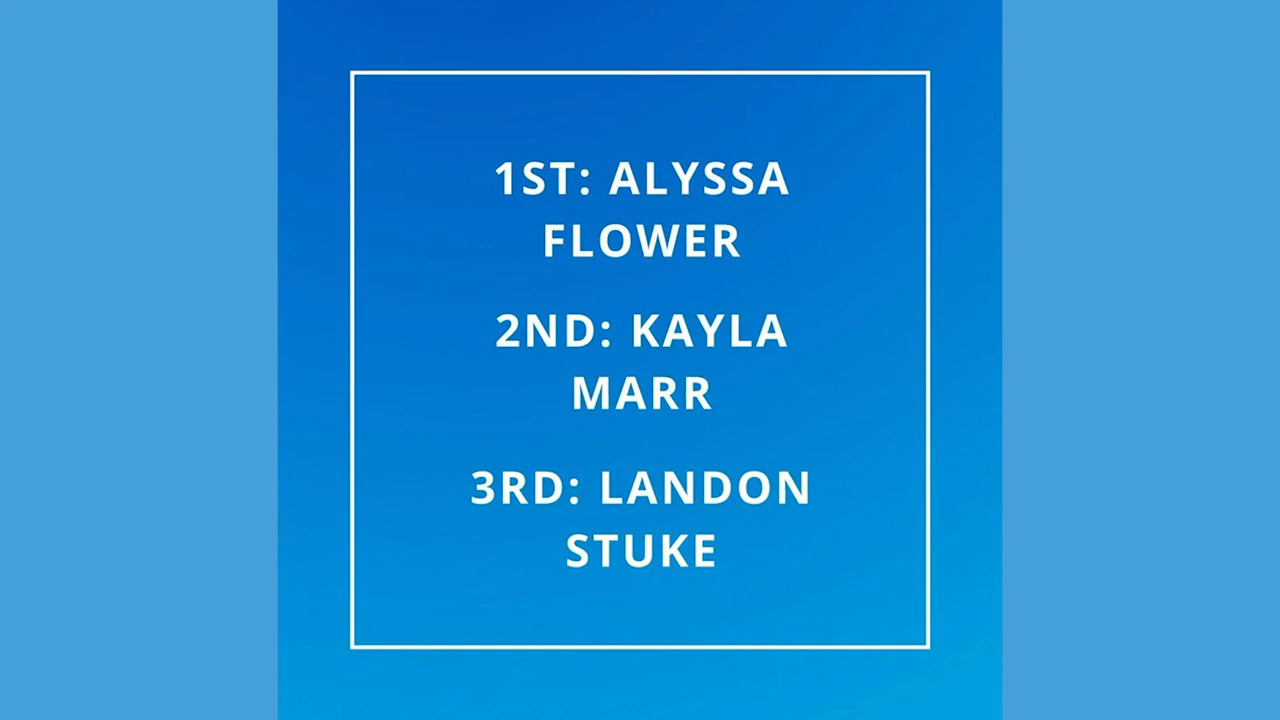 1ST: ALYSSA
FLOWER
2ND: KAYLA
MARR
3RD: LANDON
STUKE